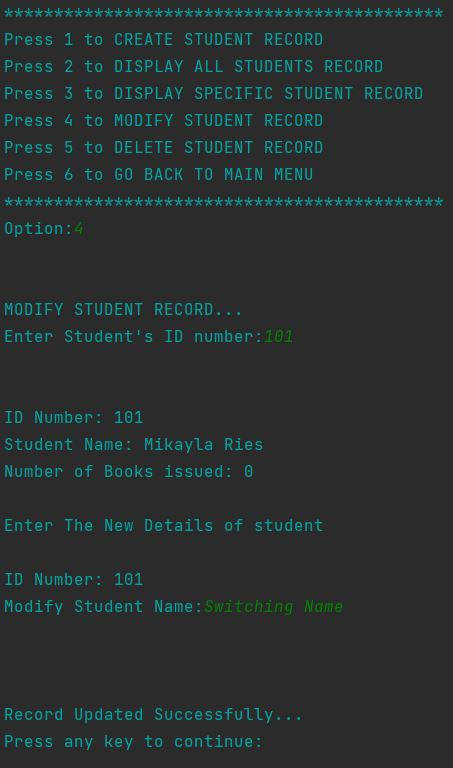 ********************************************
Press 1 to CREATE STUDENT RECORD
Press 2 to DISPLAY ALL STUDENTS RECORD
Press 3 to DISPLAY SPECIFIC STUDENT RECORD
Press 4 to MODIFY STUDENT RECORD
Press 5 to DELETE STUDENT RECORD
Press 6 to GO BACK TO MAIN MENU
********************************************
Option:4
MODIFY STUDENT RECORD...
Enter Student's ID number:101
ID Number: 101
Student Name: Mikayla Ries
Number of Books issued: 0
Enter The New Details of student
ID Number: 101
Modify Student Name:Switching Name
Record Updated Successfully...
Press any key to continue: